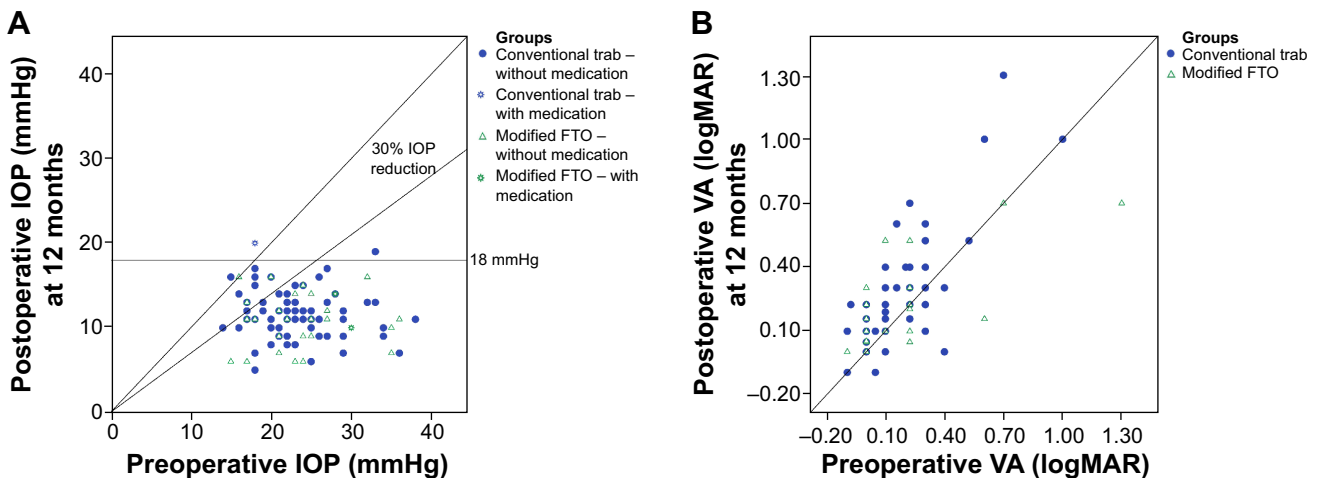 A
Postoperative IOP (mmHg)
at 12 months
40
30
20
10
0
0 10 20 30 40
Preoperative IOP (mmHg)
30% IOP
reduction
18 mmHg
Groups
Conventional trab –
without medication
Conventional trab –
with medication
Modified FTO –
without medication
Modified FTO – with
medication
B
Postoperative VA (logMAR)
at 12 months
1.30
1.00
0.70
0.40
0.10
–0.20
–0.20 0.10 0.40 0.70 1.00 1.30
Preoperative VA (logMAR)
Groups
Conventional trab
Modified FTO